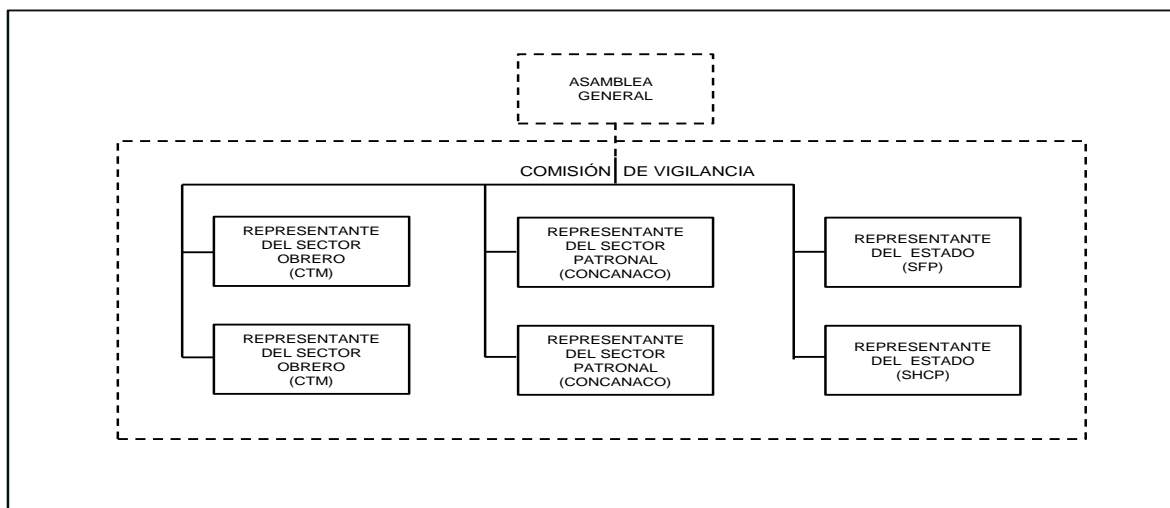 ASAMBLEA
GENERAL
COMISIÓN DE VIGILANCIA
REPRESENTANTE
DEL SECTOR
OBRERO
(CTM)
REPRESENTANTE
DEL SECTOR
PATRONAL
(CONCANACO)
REPRESENTANTE
DEL ESTADO
(SFP)
REPRESENTANTE
DEL SECTOR
OBRERO
(CTM)
REPRESENTANTE
DEL SECTOR
PATRONAL
(CONCANACO)
REPRESENTANTE
DEL ESTADO
(SHCP)